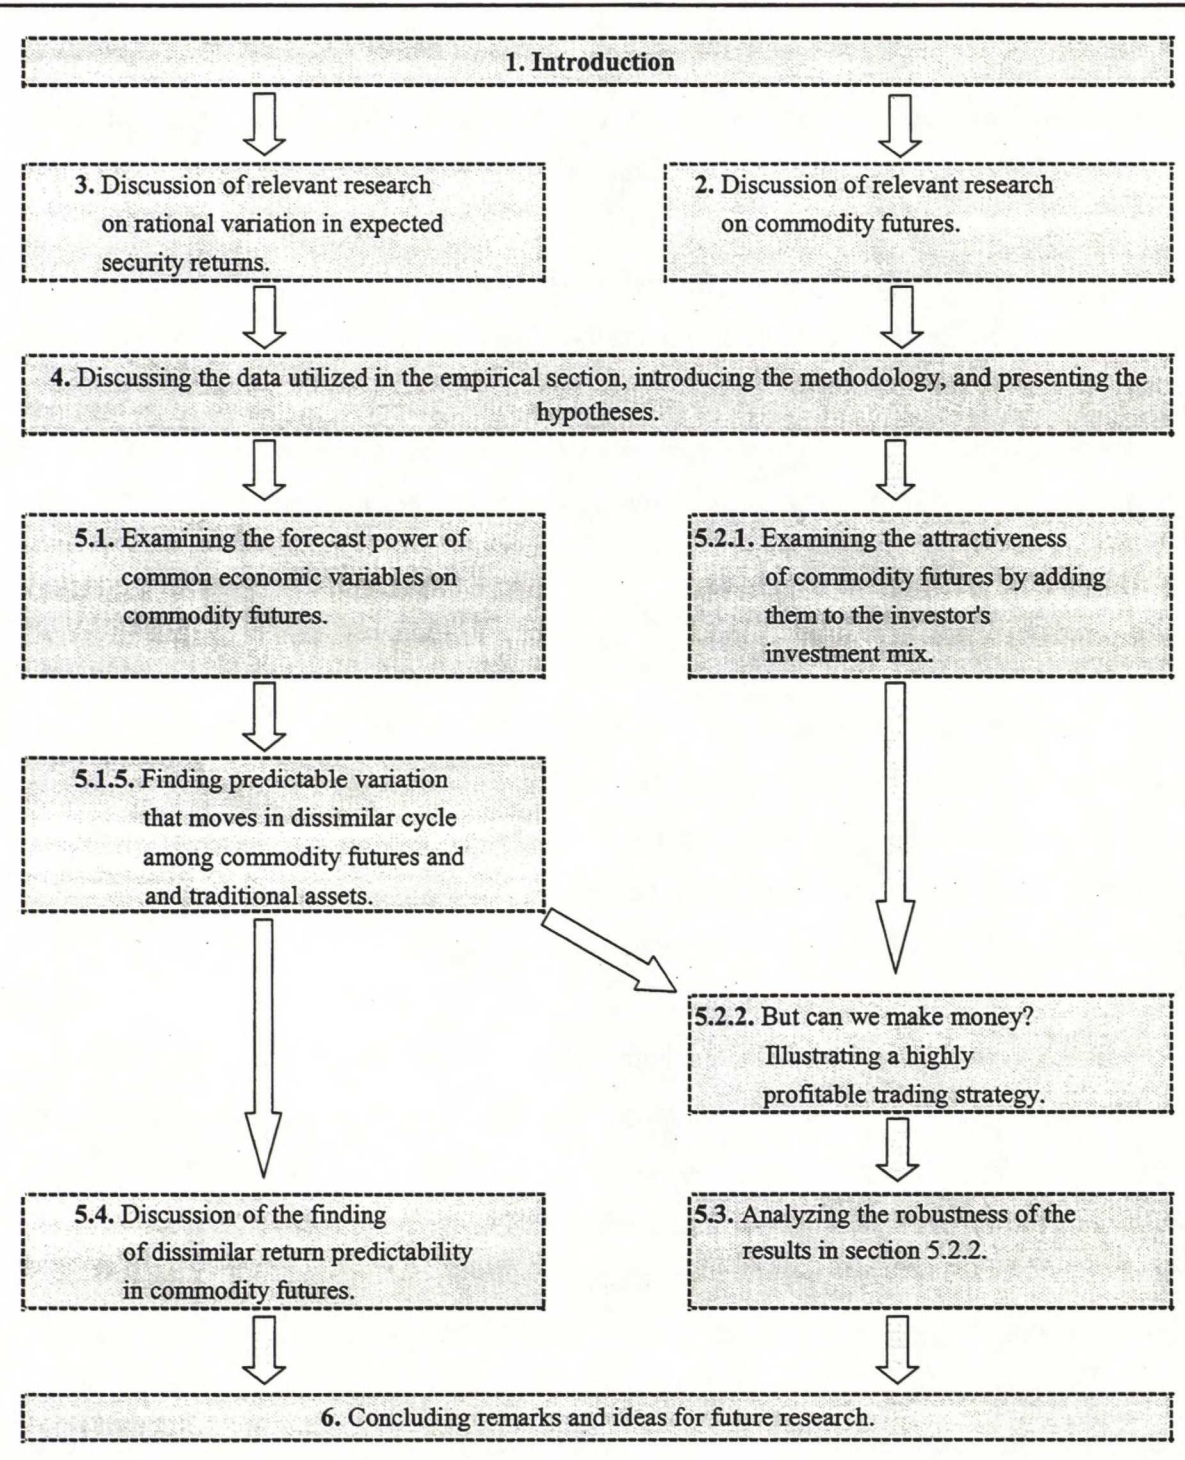 1. Introduction
3. Discussion of relevant research
on rational variation in expected
security returns.
2. Discussion of relevant research
on commodity futures.
4. Discussing the data utilized in the empirical section, introducing the methodology, and presenting the
hypotheses.
5.1. Examining the forecast power of
common economic variables on
commodity futures.
5.2.1. Examining the attractiveness
of commodity futures by adding
them to the investor's
investment mix.
5.1.5. Finding predictable variation
that moves in dissimilar cycle
among commodity futures and
and traditional assets.
5.2.2. But can we make money?
Illustrating a highly
profitable trading strategy.
5.4. Discussion of the finding
of dissimilar return predictability
in commodity futures.
5.3. Analyzing the robustness of the
results in section 5.2.2.
6. Concluding remarks and ideas for future research.